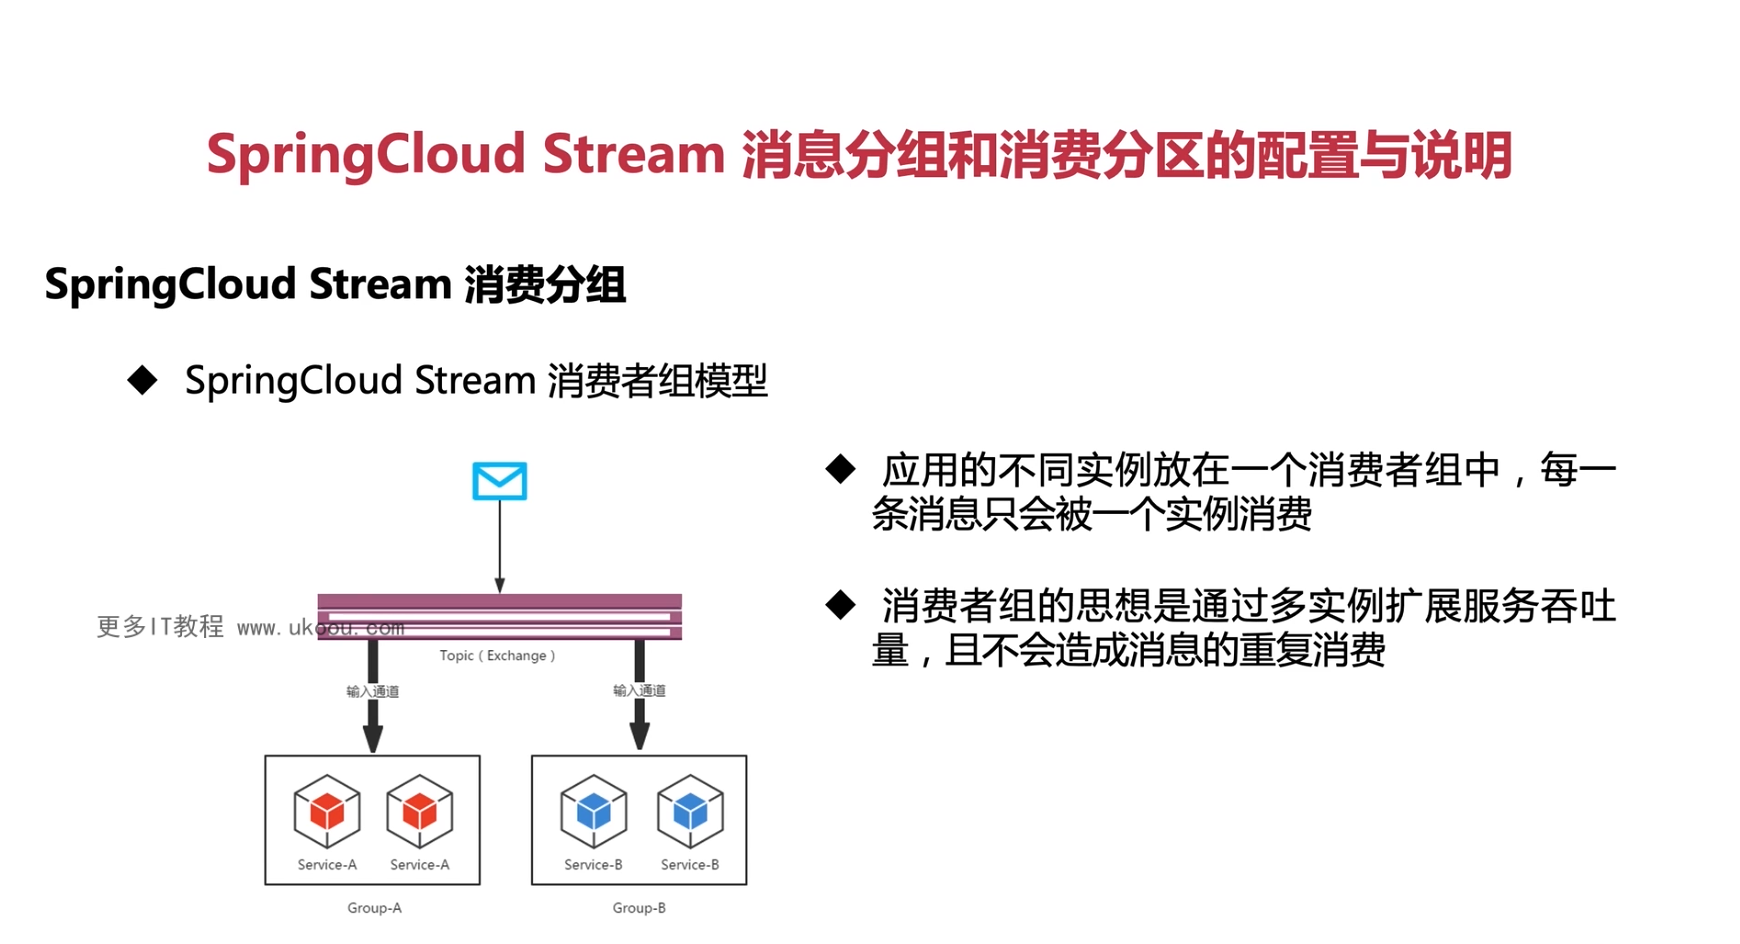 SpringCloud Stream 消息分组和消费分区的配置与说明
SpringCloud Stream 消费分组
◆ SpringCloud Stream 消费者组模型
◆ 应用的不同实例放在一个消费者组中，每一
条消息只会被一个实例消费
◆ 消费者组的思想是通过多实例扩展服务吞吐
量，且不会造成消息的重复消费
更多IT教程 www.ukoou.com
Topic（Exchange）
输入通道
输入通道
Service-A
Service-A
Service-B
Service-B
Group-A
Group-B